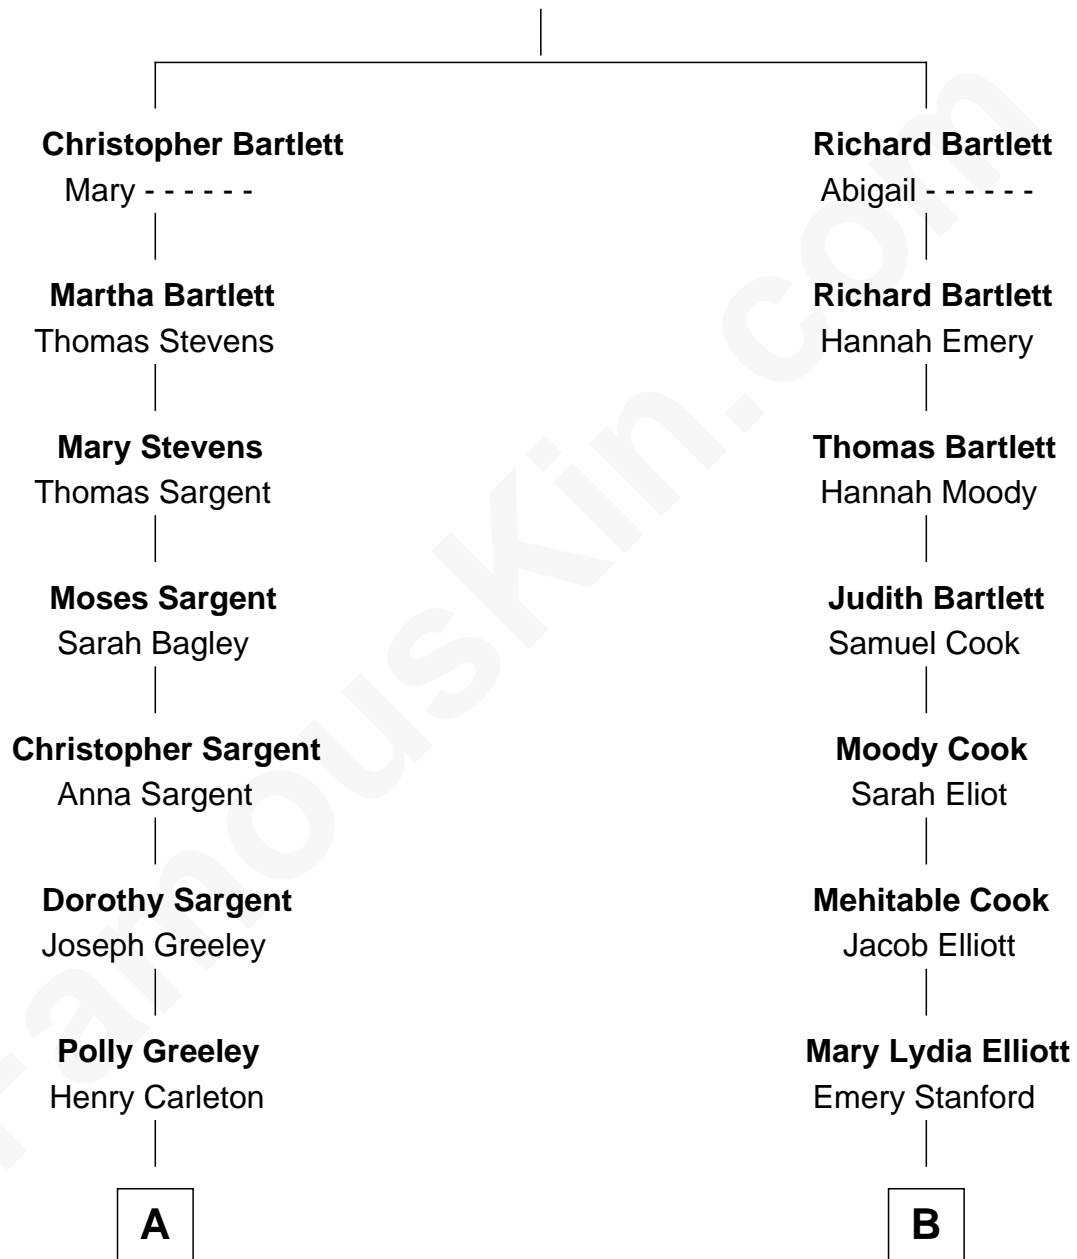 Christopher Bartlett
Mary - - - - - -
Martha Bartlett
Thomas Stevens
Mary Stevens
Thomas Sargent
Moses Sargent
Sarah Bagley
Christopher Sargent
Anna Sargent
Dorothy Sargent
Joseph Greeley
Polly Greeley
Henry Carleton
A
Richard Bartlett
Abigail - - - - - -
Richard Bartlett
Hannah Emery
Thomas Bartlett
Hannah Moody
Judith Bartlett
Samuel Cook
Moody Cook
Sarah Eliot
Mehitable Cook
Jacob Elliott
Mary Lydia Elliott
Emery Stanford
B
FamousKin.com